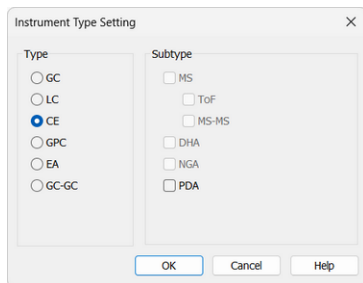 Instrument Type Setting
Type
GC
LC
CE
GPC
EA
GC-GC
Subtype
MS
ToF
MS-MS
DHA
NGA
PDA
OK
Cancel
Help